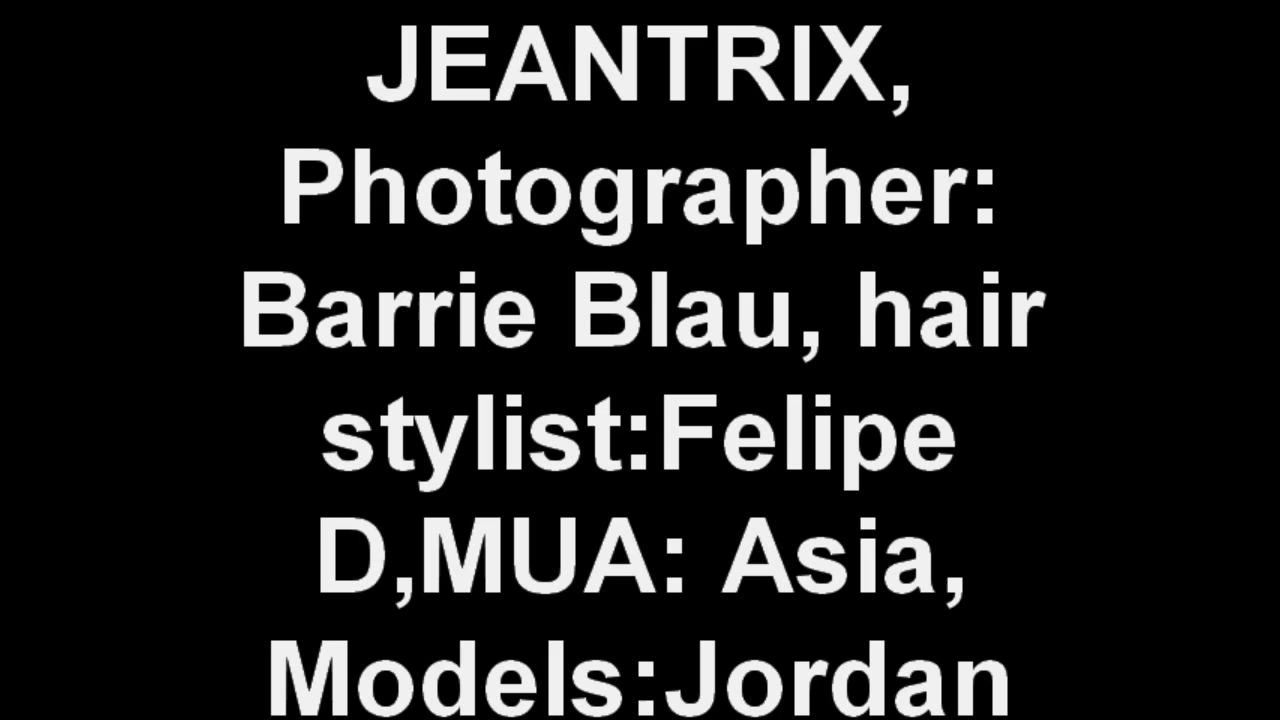 JEANTRIX,
Photographer:
Barrie Blau, hair
stylist:Felipe
D,MUA: Asia,
Models:Jordan